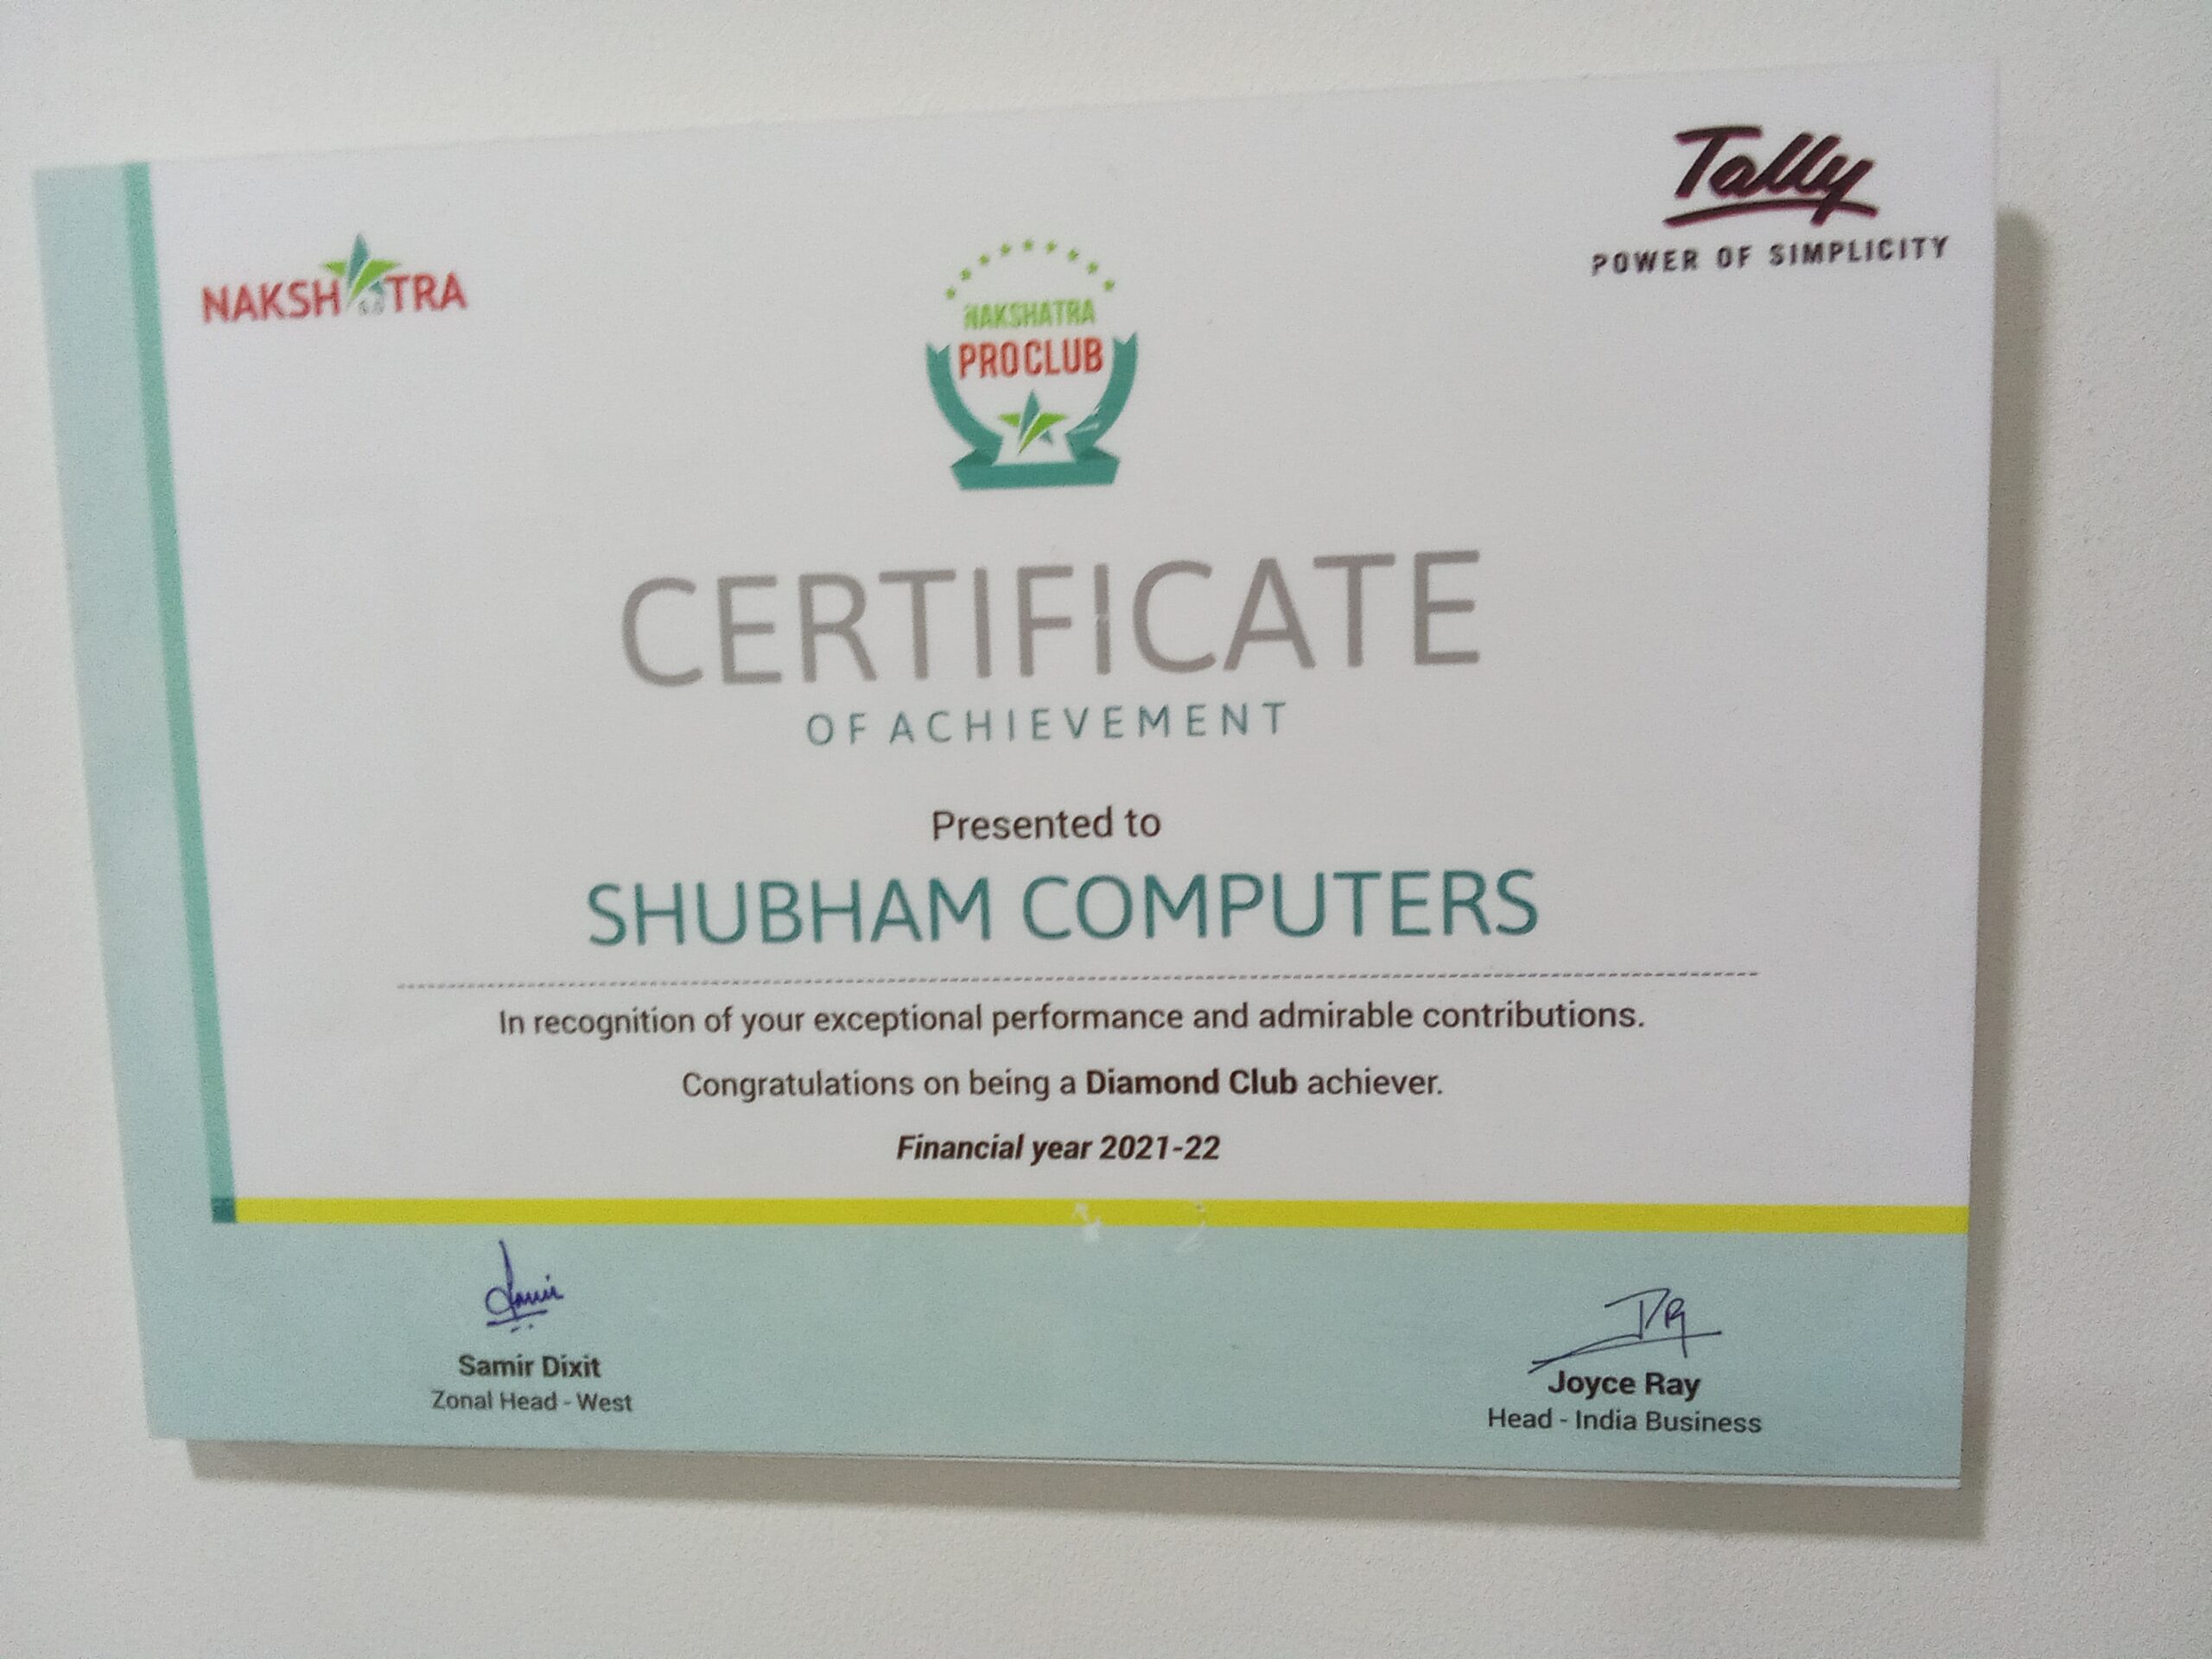 NAKSHATRA
Tally
POWER OF SIMPLICITY
NAKSHATRA
PROCLUB
CERTIFICATE
OF ACHIEVEMENT
Presented to
SHUBHAM COMPUTERS
In recognition of your exceptional performance and admirable contributions.
Congratulations on being a Diamond Club achiever.
Financial year 2021-22
Samir Dixit
Zonal Head - West
Joyce Ray
Head - India Business